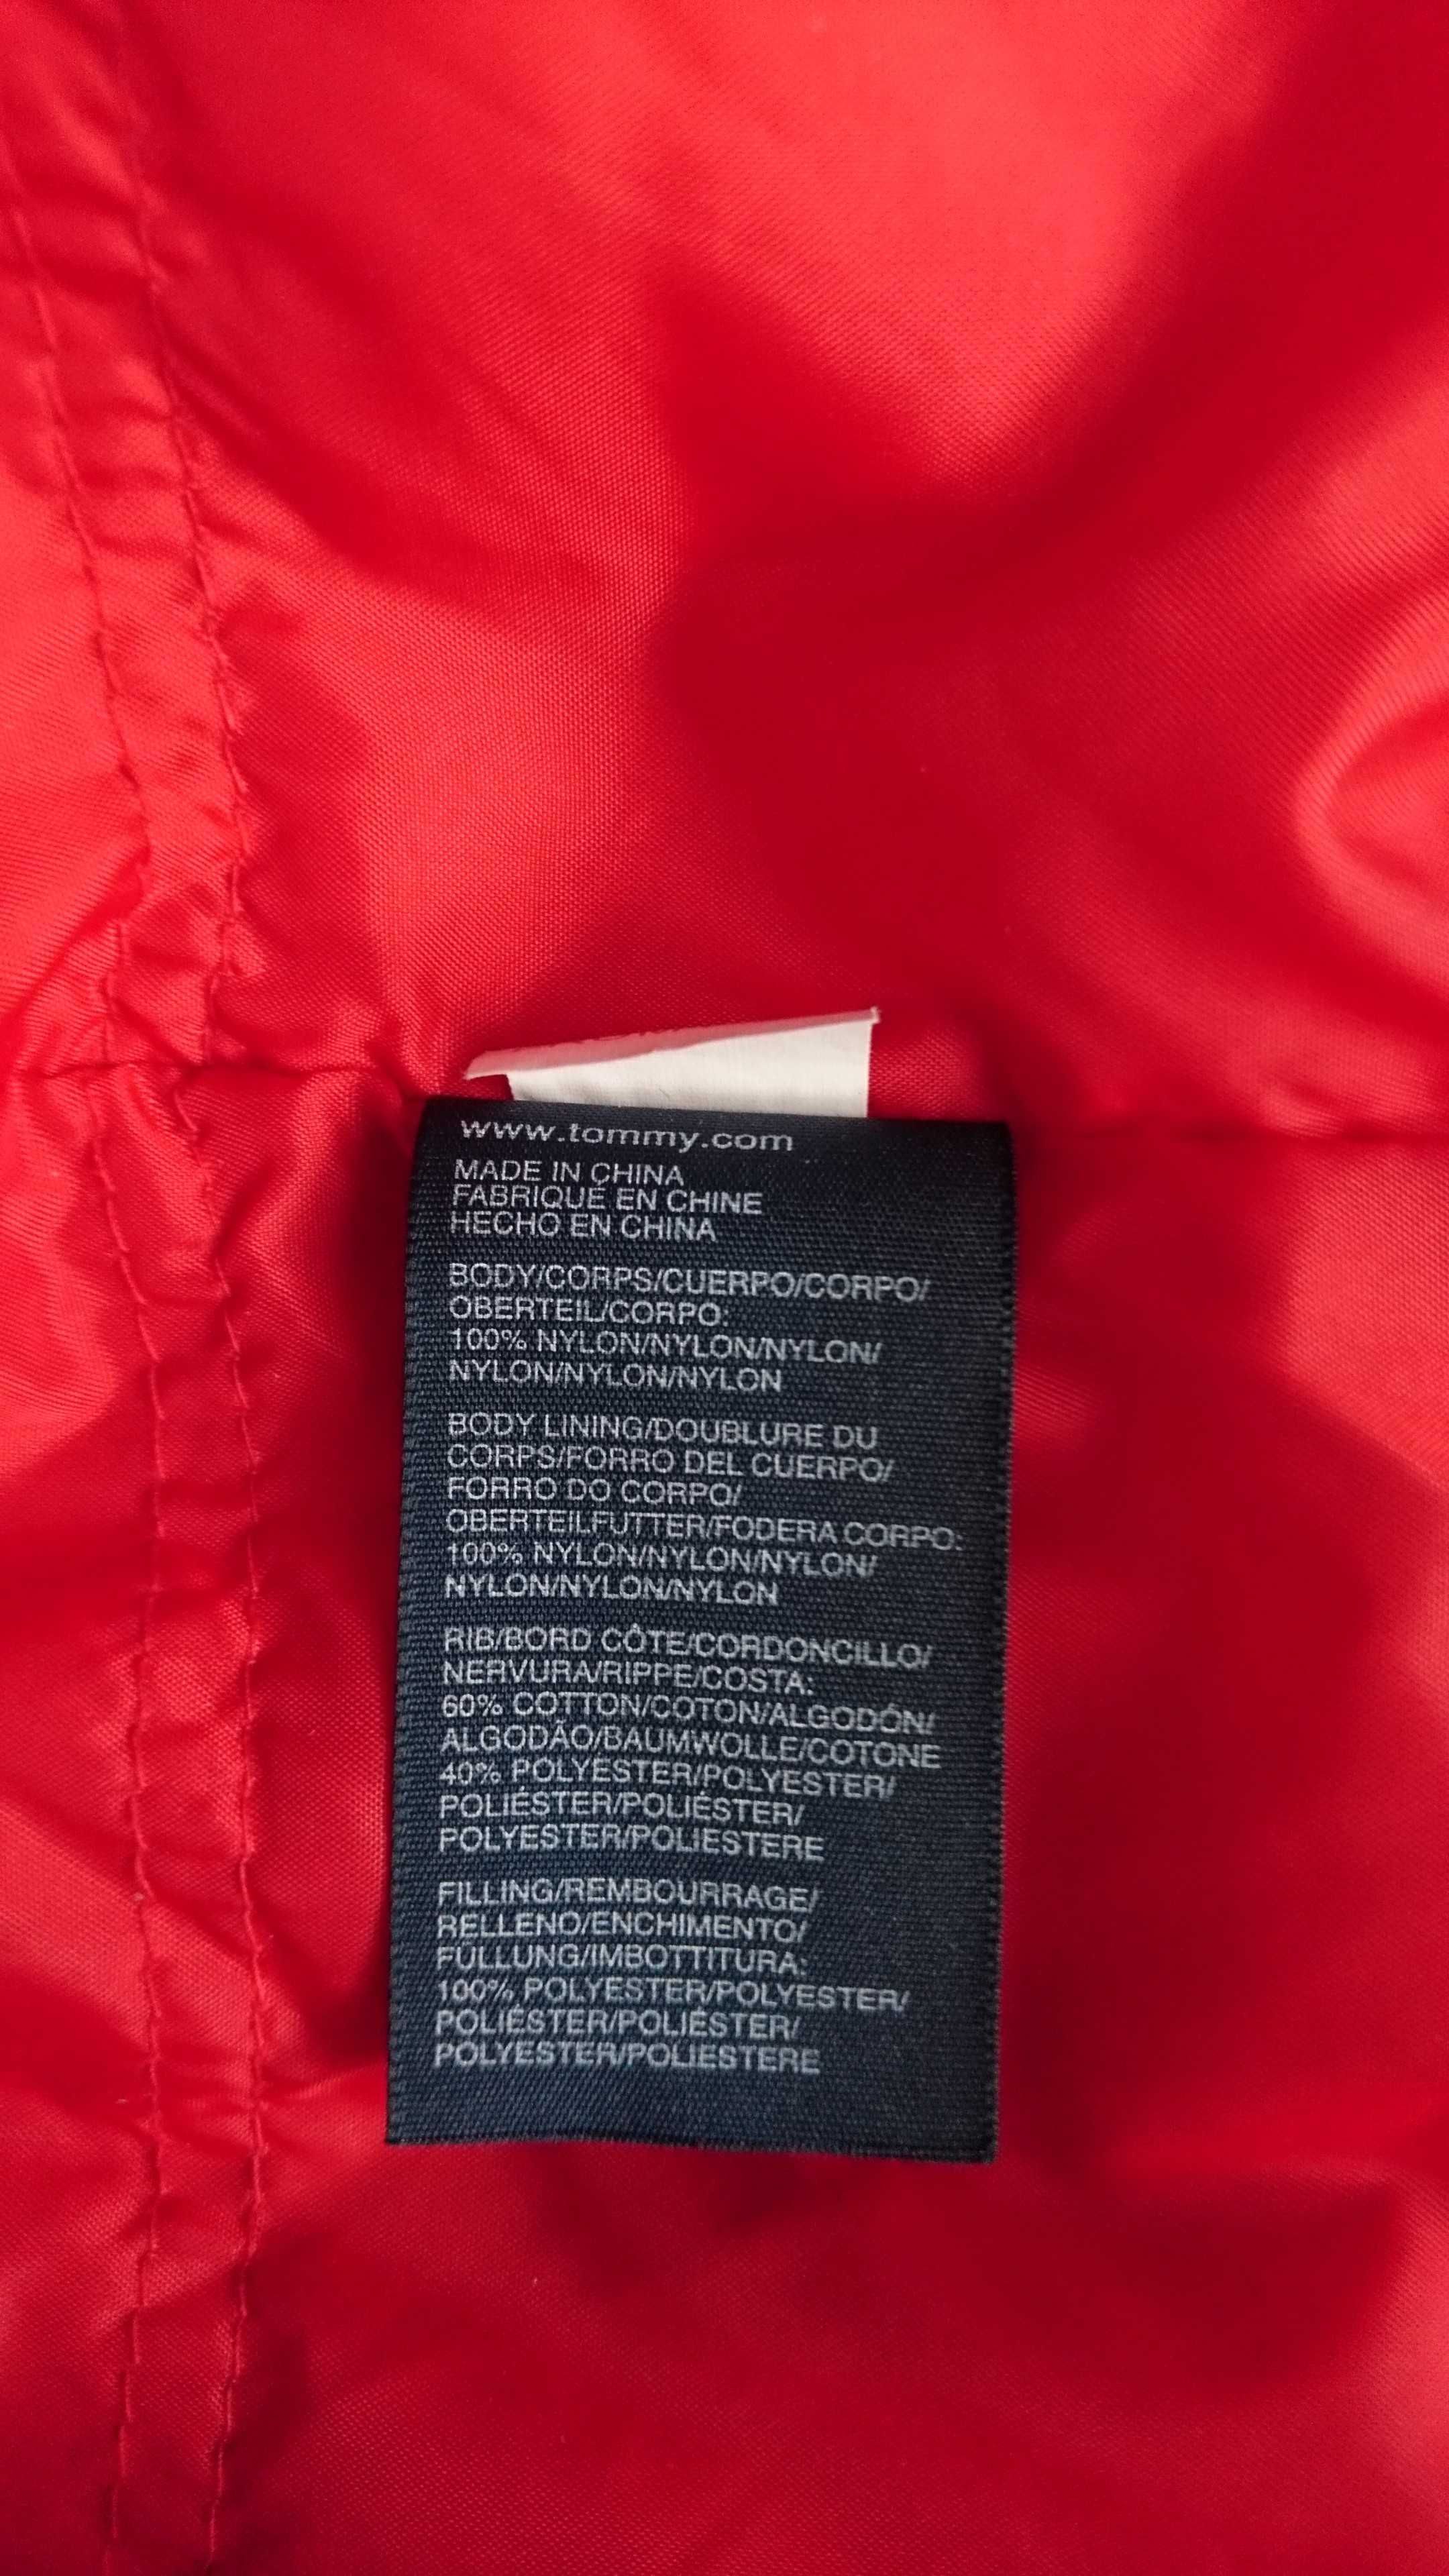 www.tommy.com
MADE IN CHINA
FABRIQUÉ EN CHINE
HECHO EN CHINA
BODY/CORPS/CUERPO/CORPO/
OBERTEIL/CORPO:
100% NYLON/NYLON/NYLON/
NYLON/NYLON/NYLON
BODY LINING/DOUBLURE DU
CORPS/FORRO DEL CUERPO/
FORRO DO CORPO/
OBERTEILFUTTER/FODERA CORPO:
100% NYLON/NYLON/NYLON/
NYLON/NYLON/NYLON
RIB/BORD CÔTE/CORDONCILLO/
NERVURA/RIPPE/COSTA:
60% COTTON/COTON/ALGODÓN/
ALGODÃO/BAUMWOLLE/COTONE
40% POLYESTER/POLYESTER/
POLIÉSTER/POLIÉSTER/
POLYESTER/POLIESTERE
FILLING/REMBOURRAGE/
RELLENO/ENCHIMENTO/
FÜLLUNG/IMBOTTITURA:
100% POLYESTER/POLYESTER/
POLIÉSTER/POLIÉSTER/
POLYESTER/POLIESTERE